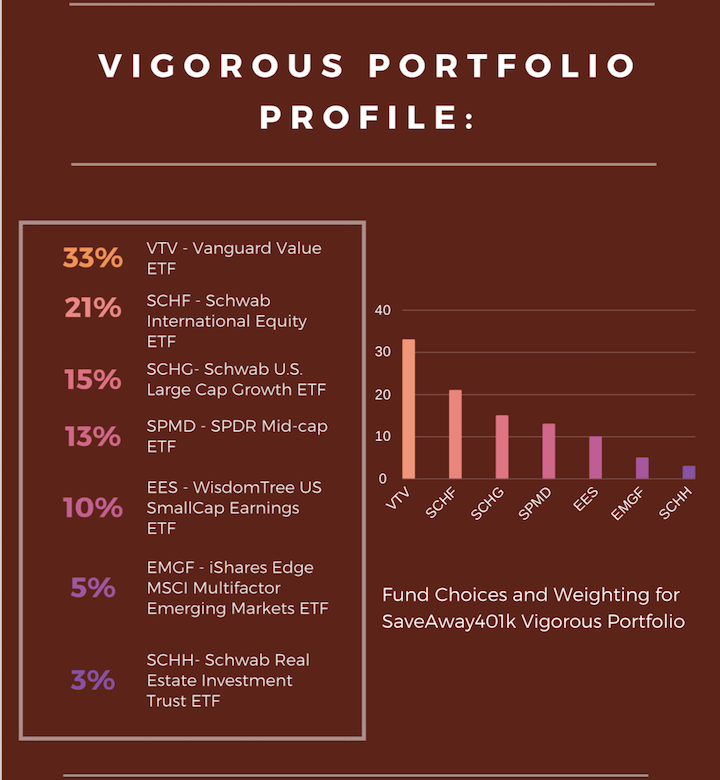 VIGOROUS PORTFOLIO
PROFILE:
33%
VTV - Vanguard Value
ETF
21%
SCHF - Schwab
International Equity
ETF
15%
SCHG- Schwab U.S.
Large Cap Growth ETF
13%
SPMD - SPDR Mid-cap
ETF
10%
EES - WisdomTree US
SmallCap Earnings
ETF
5%
EMGF - iShares Edge
MSCI Multifactor
Emerging Markets ETF
3%
SCHH- Schwab Real
Estate Investment
Trust ETF
40
30
20
10
0
VTV
SCHF
SCHG
SPMD
EES
EMGF
SCHH
Fund Choices and Weighting for
SaveAway401k Vigorous Portfolio